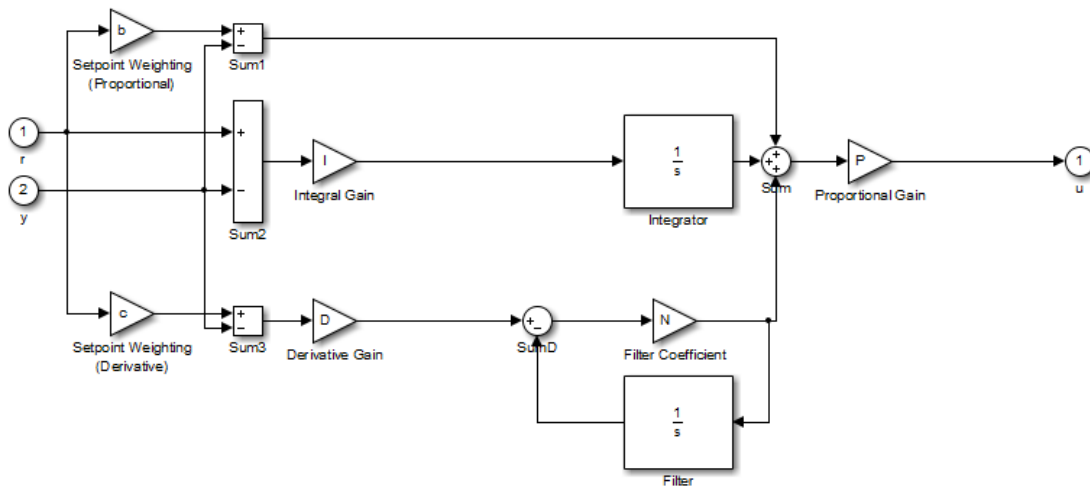 b
+
−
Sum1
Setpoint Weighting
(Proportional)
1
r
2
y
+
−
Sum2
I
Integral Gain
1
s
Integrator
+
+
+
Sum
P
Proportional Gain
1
u
c
Setpoint Weighting
(Derivative)
+
−
Sum3
D
Derivative Gain
+
−
SumD
N
Filter Coefficient
1
s
Filter